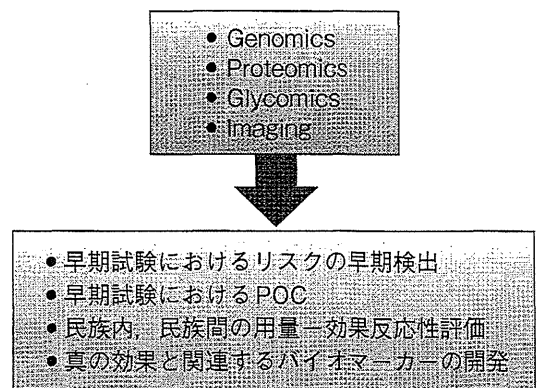 • Genomics
• Proteomics
• Glycomics
• Imaging
• 早期試験におけるリスクの早期検出
• 早期試験におけるPOC
• 民族内，民族間の用量－効果反応性評価
• 真の効果と関連するバイオマーカーの開発